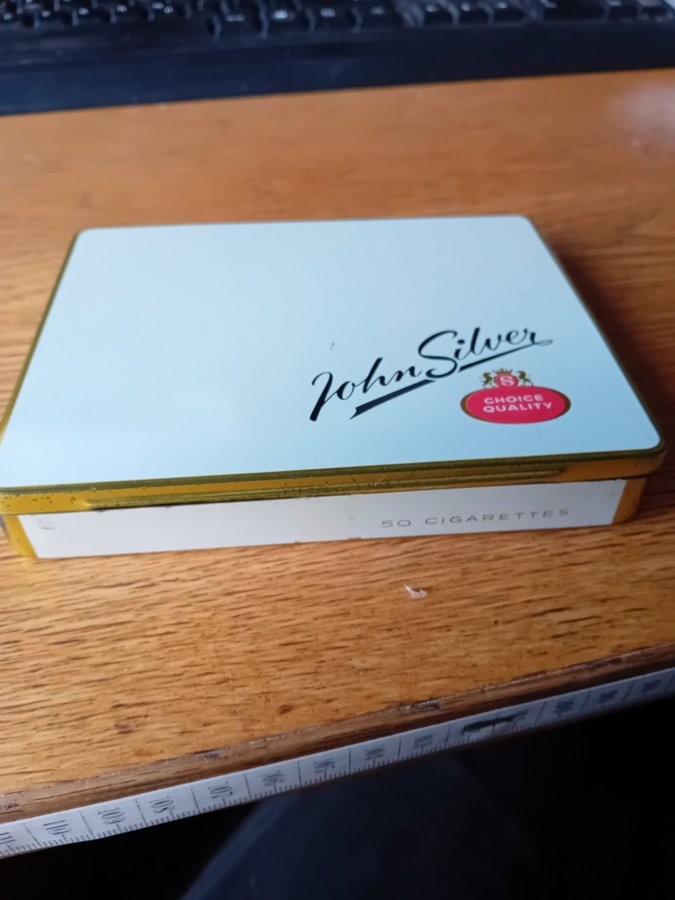 John Silver
S
CHOICE
QUALITY
50 CIGARETTES